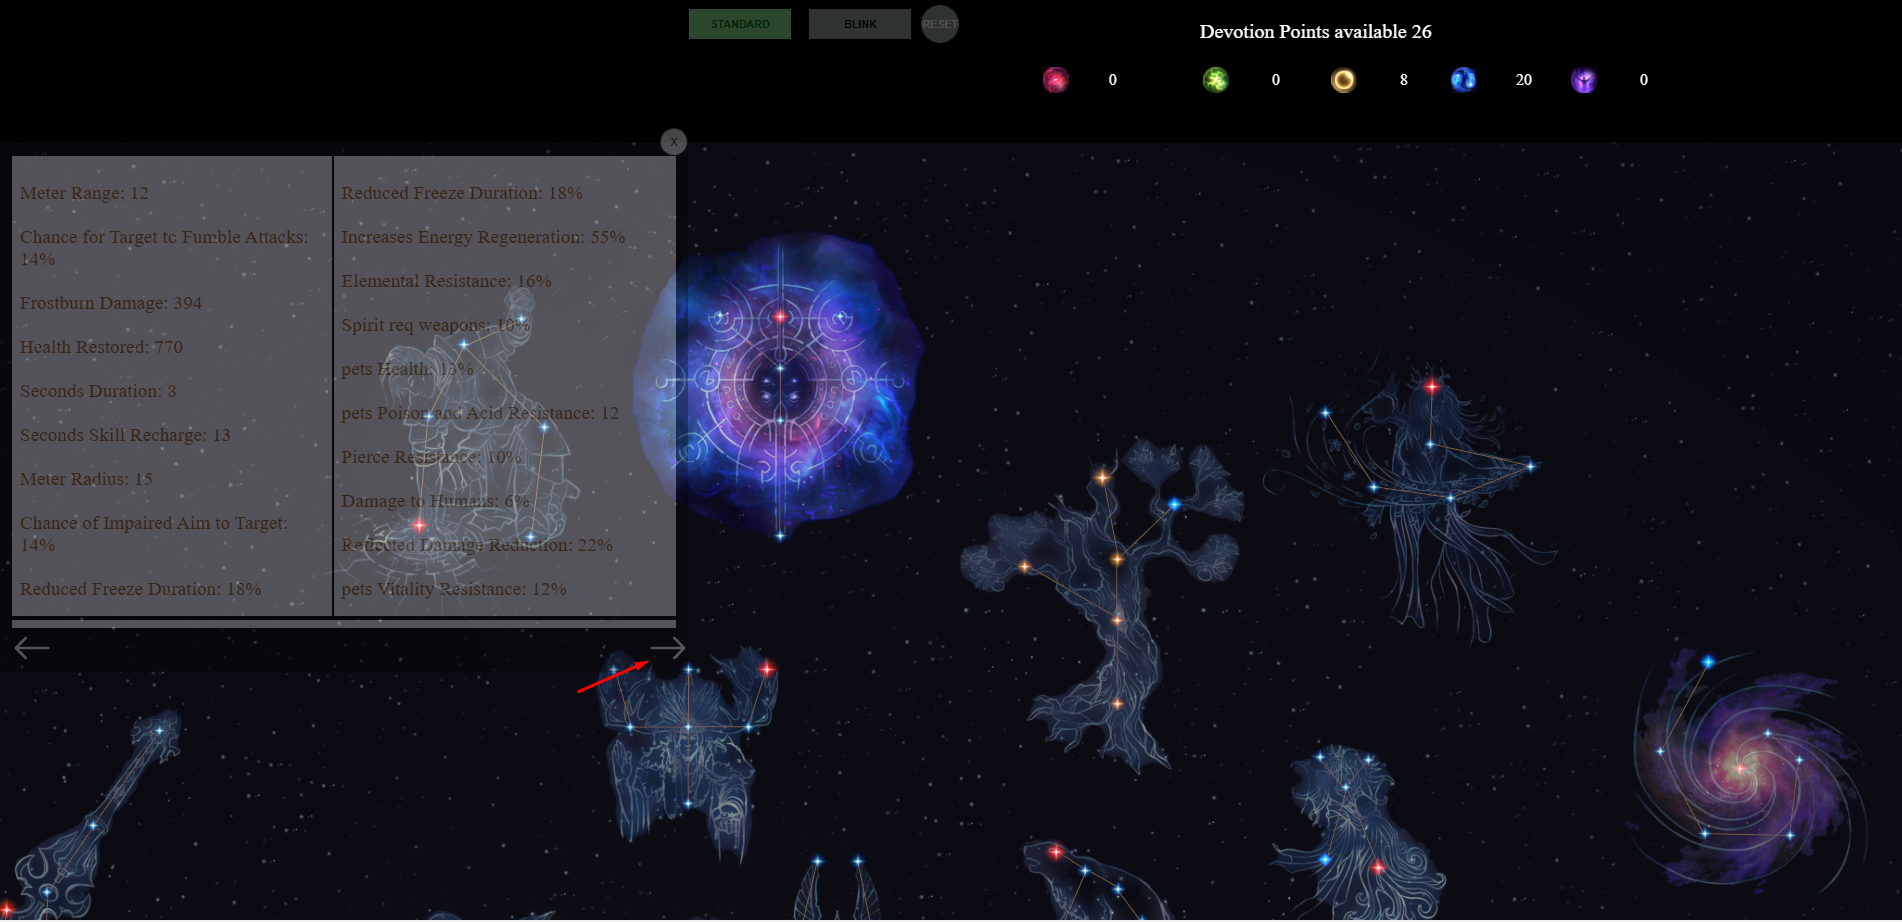 STANDARD
BLINK
RESET
Devotion Points available 26
0
0
8
20
0
X
Meter Range: 12
Chance for Target to Fumble Attacks:
14%
Frostburn Damage: 394
Health Restored: 770
Seconds Duration: 8
Seconds Skill Recharge: 13
Meter Radius: 15
Chance of Impaired Aim to Target:
14%
Reduced Freeze Duration: 18%
Reduced Freeze Duration: 18%
Increases Energy Regeneration: 55%
Elemental Resistance: 16%
Spirit req weapons: 10%
pets Health: 15%
pets Poison and Acid Resistance: 12
Pierce Resistance: 10%
Damage to Humans: 6%
Reflected Damage Reduction: 22%
pets Vitality Resistance: 12%